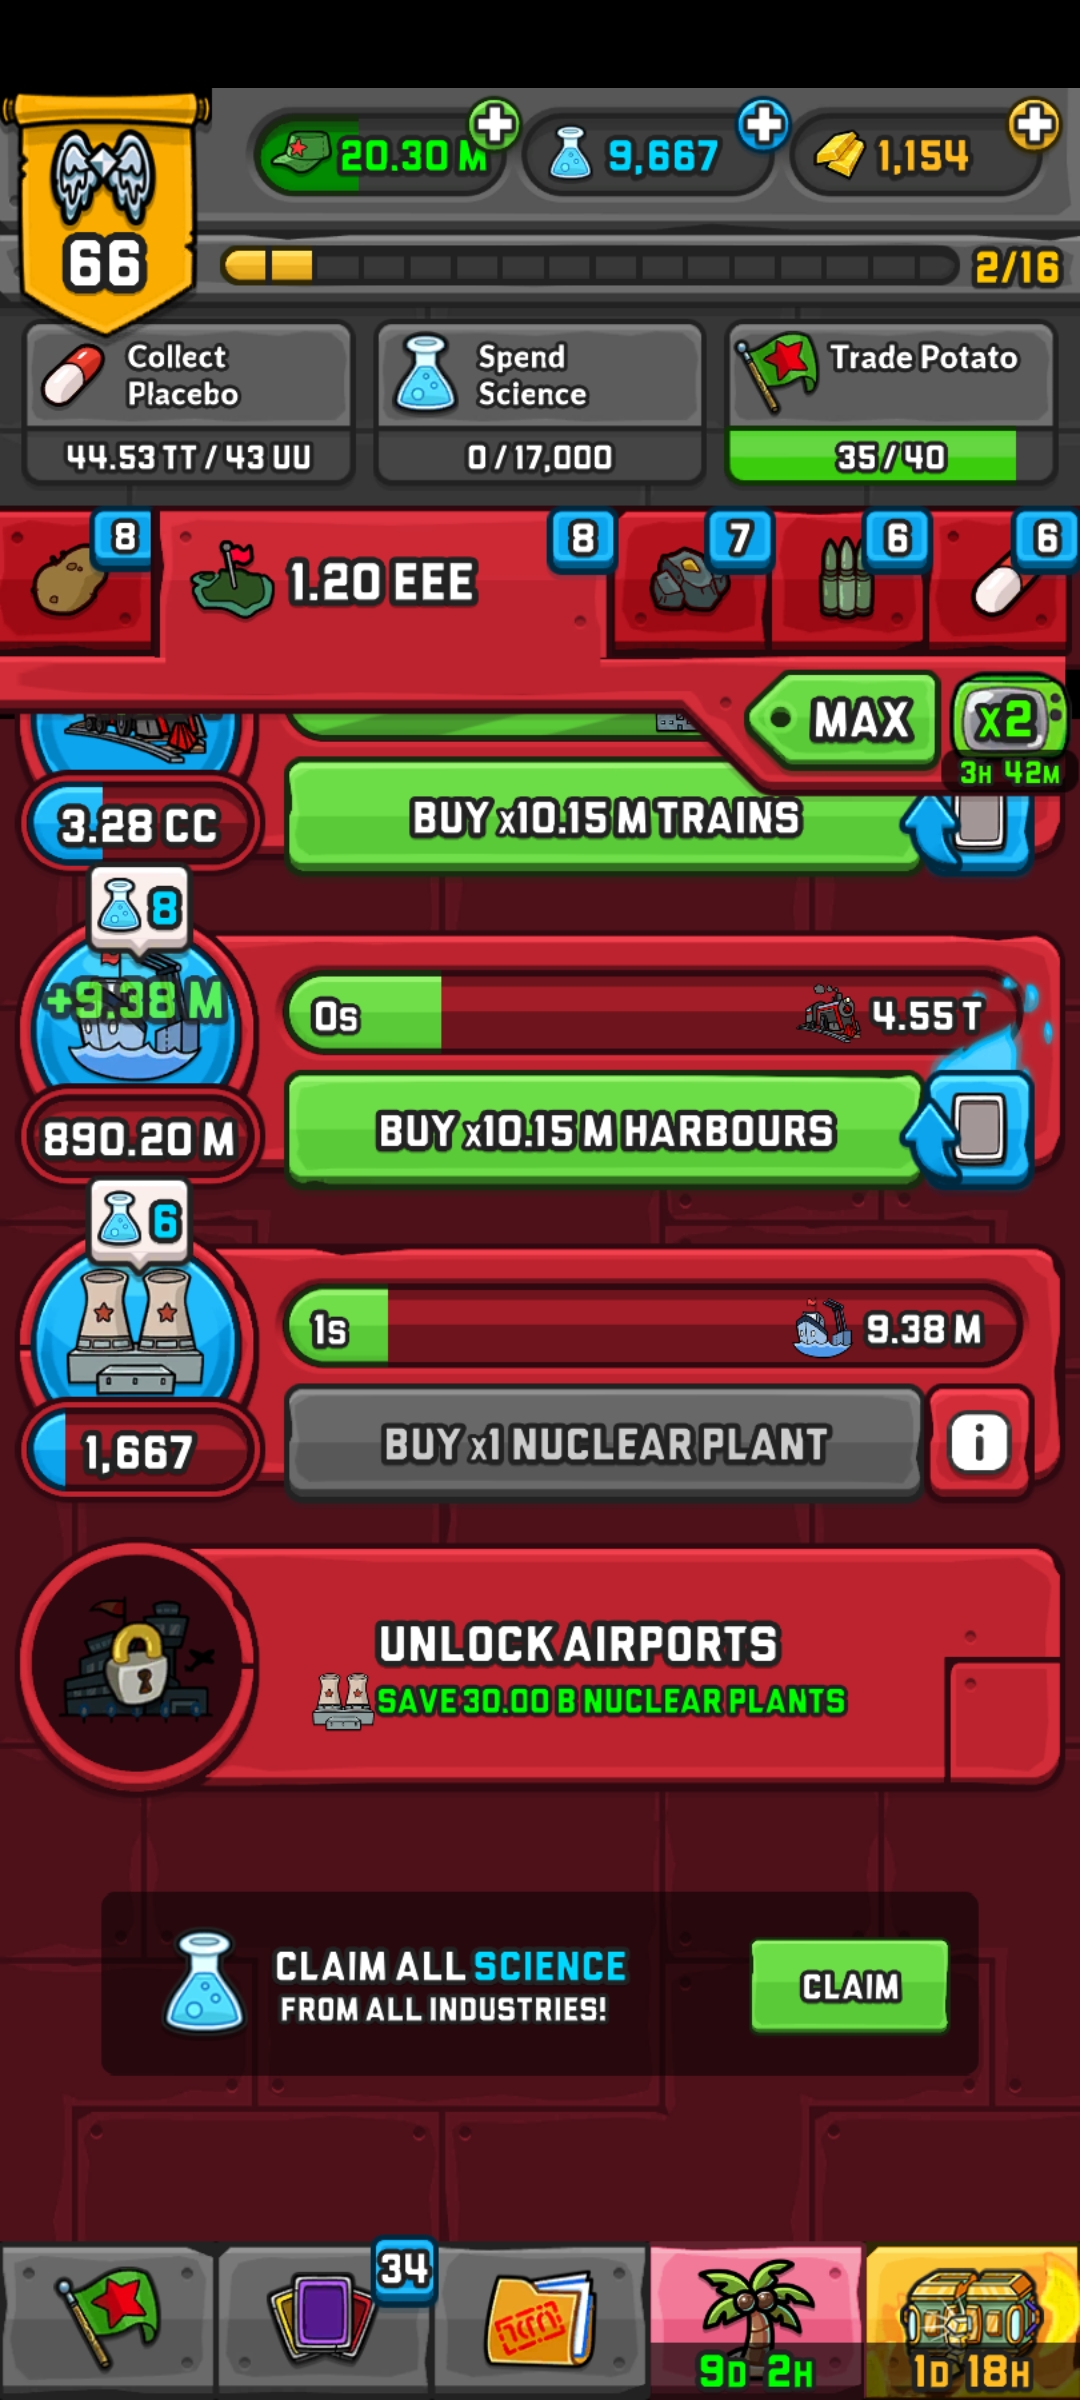 20.30 M
9,667
1,154
66
2/16
Collect
Placebo
44.53 TT / 43 UU
Spend
Science
0 / 17,000
Trade Potato
35 / 40
8
1.20 EEE
8
7
6
6
MAX
x2
3H 42M
3.28 CC
BUY x10.15 M TRAINS
8
+9.38 M
0s
4.55 T
890.20 M
BUY x10.15 M HARBOURS
6
1s
9.38 M
1,667
BUY x1 NUCLEAR PLANT
i
UNLOCK AIRPORTS
SAVE 30.00 B NUCLEAR PLANTS
CLAIM ALL SCIENCE
FROM ALL INDUSTRIES!
CLAIM
34
9D 2H
1D 18H